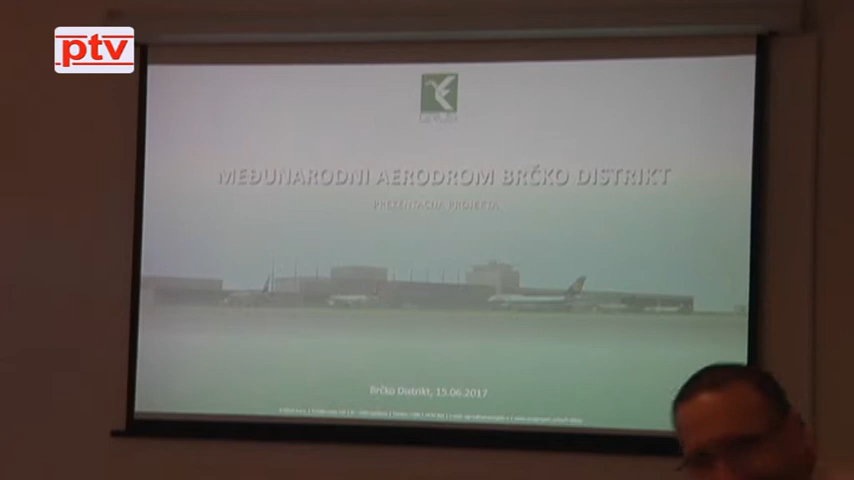 ptv
MEĐUNARODNI AERODROM BRČKO DISTRIKT
PREZENTACIJA PROJEKTA
Brčko Distrikt, 15.06.2017